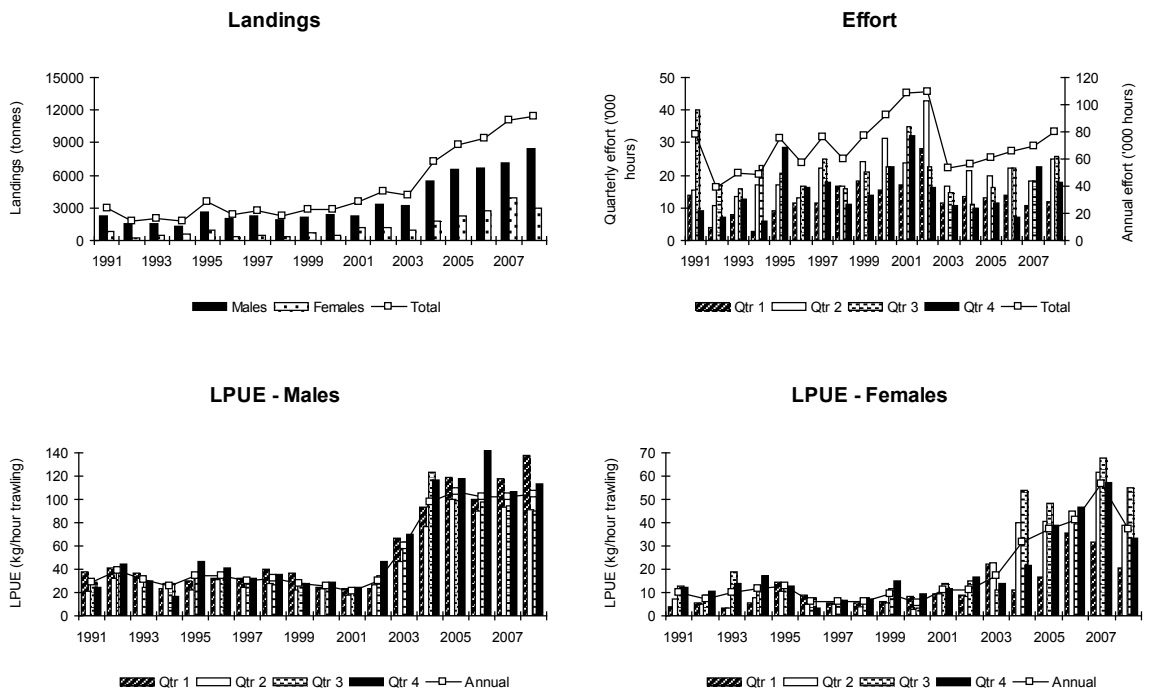 Landings
Landings (tonnes)
15000
12000
9000
6000
3000
0
1991 1993 1995 1997 1999 2001 2003 2005 2007
Males Females Total
Effort
Quarterly effort ('000
hours)
50
40
30
20
10
0
120
100
80
60
40
20
0
Annual effort ('000 hours)
1991 1993 1995 1997 1999 2001 2003 2005 2007
Qtr 1 Qtr 2 Qtr 3 Qtr 4 Total
LPUE - Males
LPUE (kg/hour trawling)
140
120
100
80
60
40
20
0
1991 1993 1995 1997 1999 2001 2003 2005 2007
Qtr 1 Qtr 2 Qtr 3 Qtr 4 Annual
LPUE - Females
LPUE (kg/hour trawling)
70
60
50
40
30
20
10
0
1991 1993 1995 1997 1999 2001 2003 2005 2007
Qtr 1 Qtr 2 Qtr 3 Qtr 4 Annual